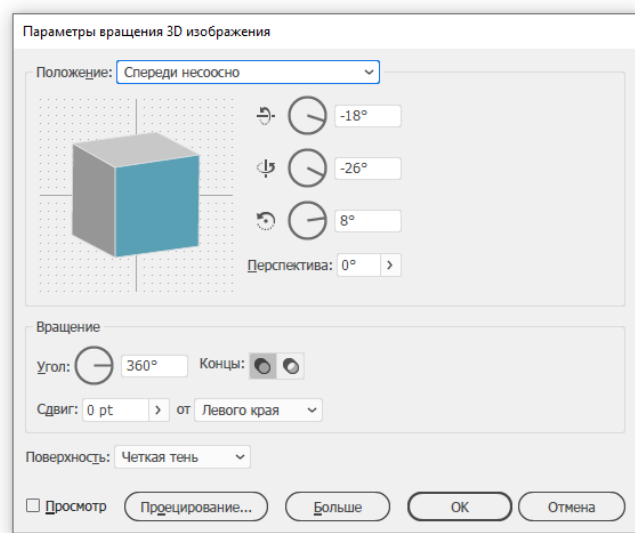 Параметры вращения 3D изображения
Положение: Спереди несоосно
-18°
-26°
8°
Перспектива: 0°
Вращение
Угол: 360° Концы:
Сдвиг: 0 pt от Левого края
Поверхность: Четкая тень
Просмотр Проецирование... Больше OK Отмена